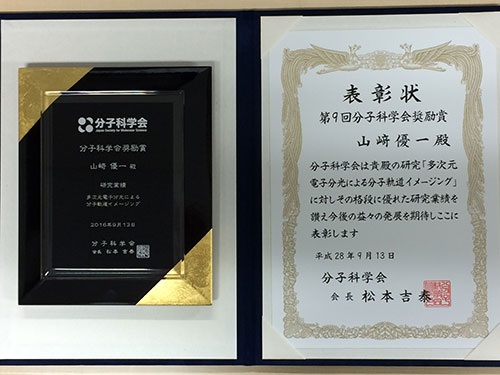 分子科学会
Japan Society for Molecular Science
分子科学会奨励賞
山﨑 優一 殿
研究業績
多次元電子分光による
分子軌道イメージング
2016年9月13日
分子科学会
会長 松本 吉泰
表彰状
第9回分子科学会奨励賞
山﨑 優一 殿
分子科学会は貴殿の研究「多次元
電子分光による分子軌道イメージング」
に対しその格段に優れた研究業績を
讃え今後の益々の発展を期待しここに
表彰します
平成28年9月13日
分子科学会
会長 松本吉泰